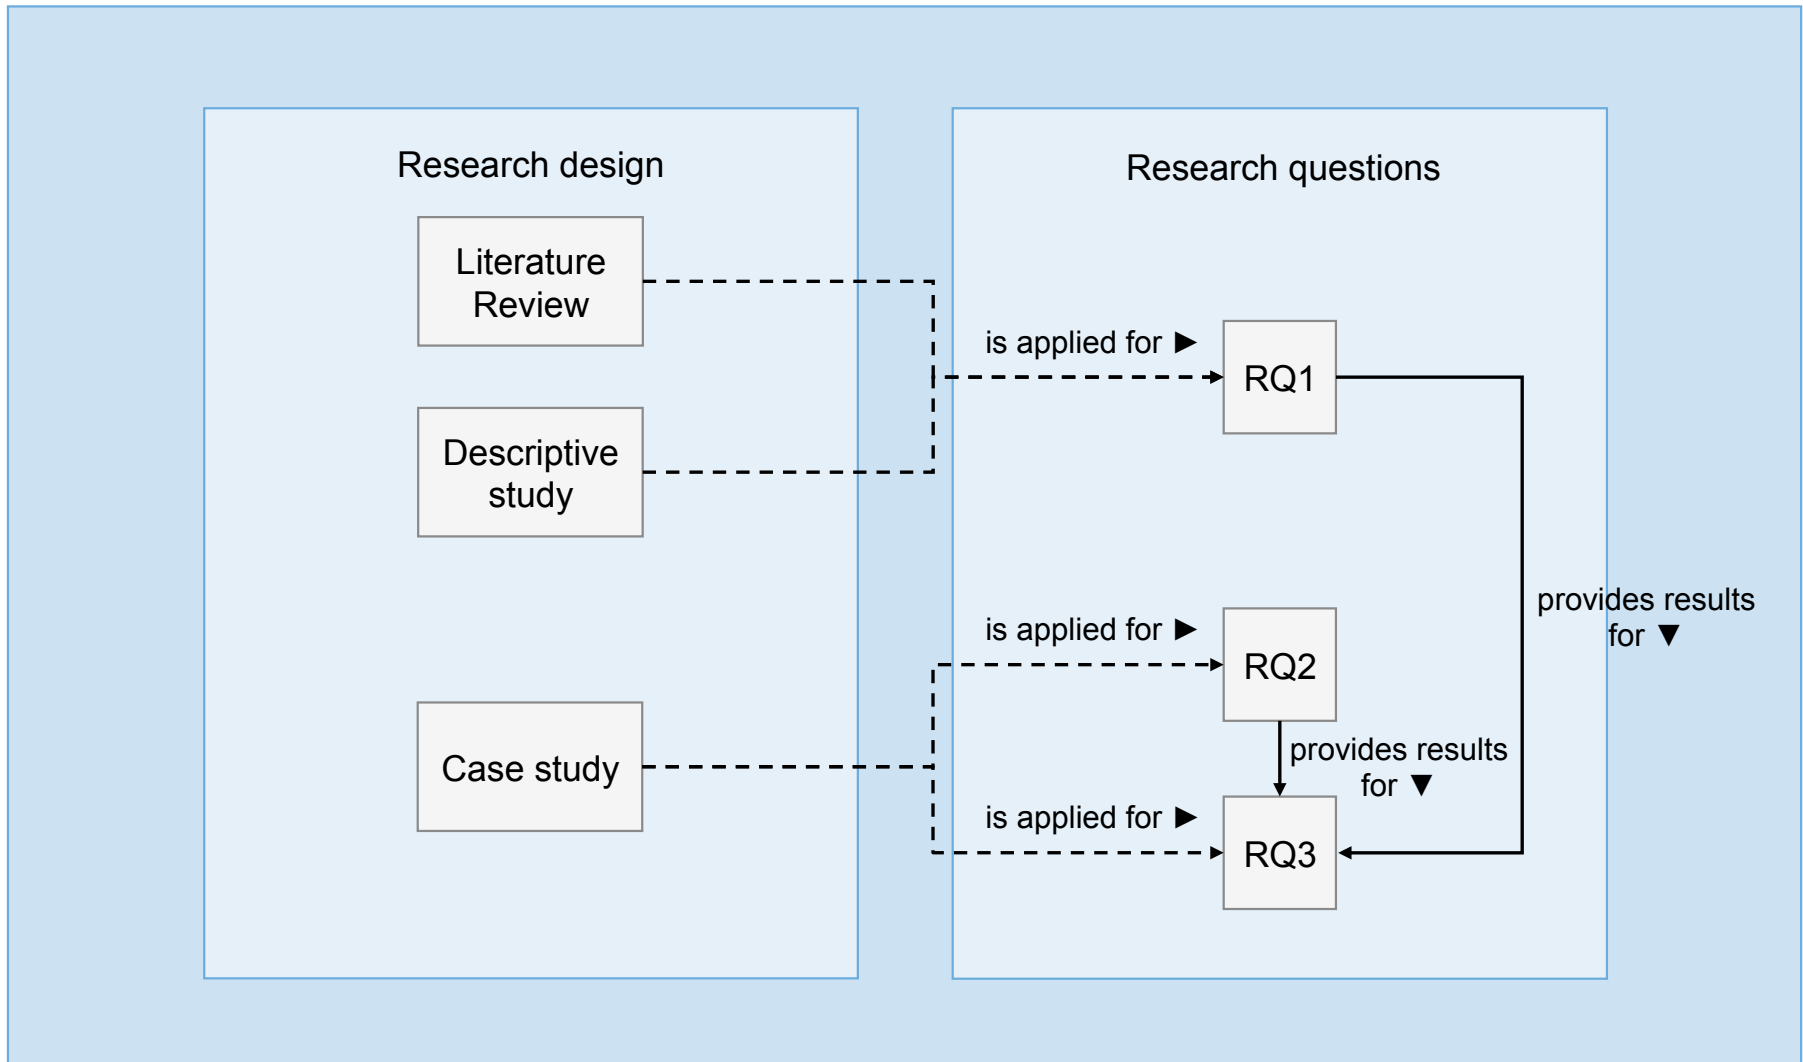 Research design
Literature
Review
Descriptive
study
Case study
Research questions
is applied for ►
RQ1
provides results
for ▼
is applied for ►
RQ2
provides results
for ▼
is applied for ►
RQ3